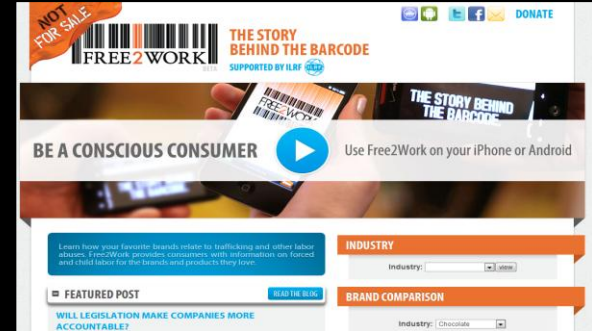 NOT
FOR SALE
FREE2WORK
BETA
THE STORY
BEHIND THE BARCODE
SUPPORTED BY ILRF
DONATE
FREE2WORK
THE STORY BEHIND
THE BARCODE
BE A CONSCIOUS CONSUMER
Use Free2Work on your iPhone or Android
Learn how your favorite brands relate to trafficking and other labor
abuses. Free2Work provides consumers with information on forced
and child labor for the brands and products they love.
FEATURED POST
READ THE BLOG
WILL LEGISLATION MAKE COMPANIES MORE
ACCOUNTABLE?
INDUSTRY
Industry:
view
BRAND COMPARISON
Industry: Chocolate